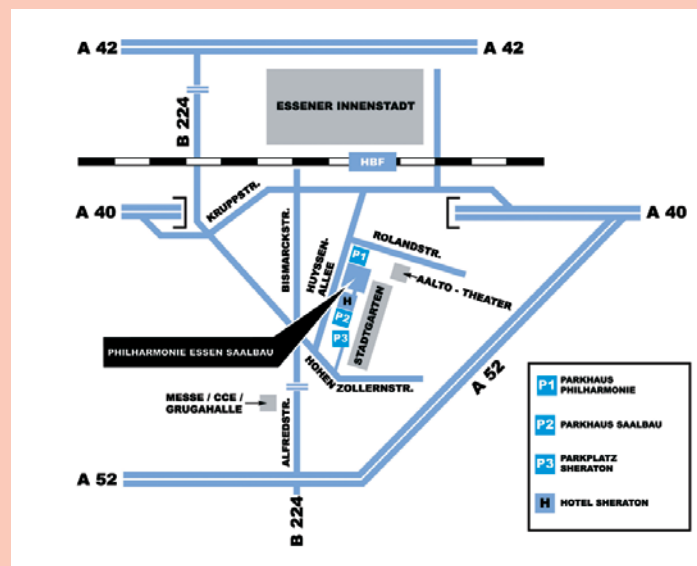 A 42
A 42
ESSENER INNENSTADT
B 224
HBF
A 40
A 40
KRUPPSTR.
BISMARCKSTR.
HUYSSEN-
ALLEE
ROLANDSTR.
P1
AALTO - THEATER
H
P2
P3
STADTGARTEN
PHILHARMONIE ESSEN SAALBAU
HOHEN
ZOLLERNSTR.
MESSE / CCE /
GRUGAHALLE
ALFREDSTR.
A 52
A 52
B 224
P1 PARKHAUS
PHILHARMONIE
P2 PARKHAUS SAALBAU
P3 PARKPLATZ
SHERATON
H HOTEL SHERATON